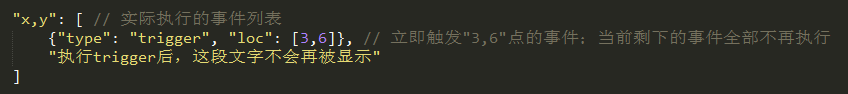 "x,y": [ // 实际执行的事件列表
{"type": "trigger", "loc": [3,6]}, // 立即触发"3,6"点的事件；当前剩下的事件全部不再执行
"执行trigger后，这段文字不会再被显示"
]